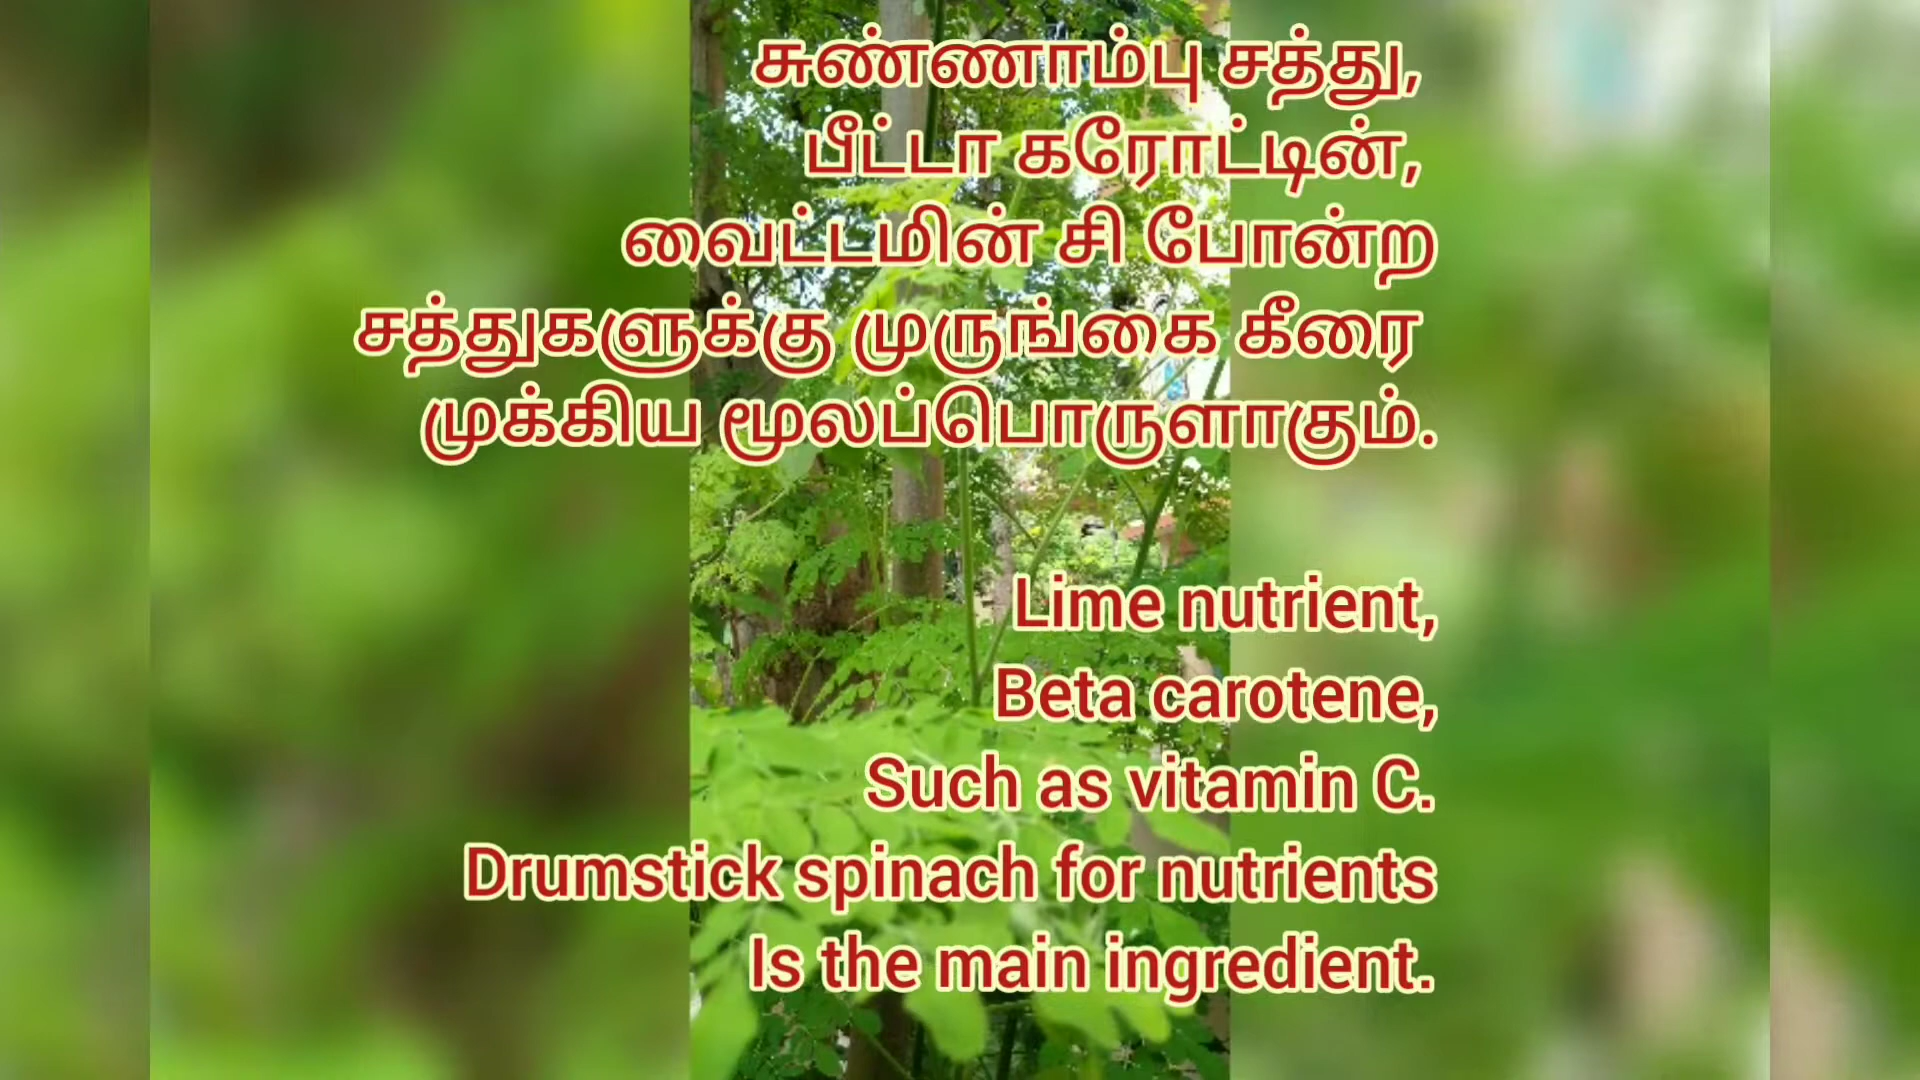 சுண்ணாம்பு சத்து,
பீட்டா கரோட்டின்,
வைட்டமின் சி போன்ற
சத்துகளுக்கு முருங்கை கீரை
முக்கிய மூலப்பொருளாகும்.
Lime nutrient,
Beta carotene,
Such as vitamin C.
Drumstick spinach for nutrients
Is the main ingredient.